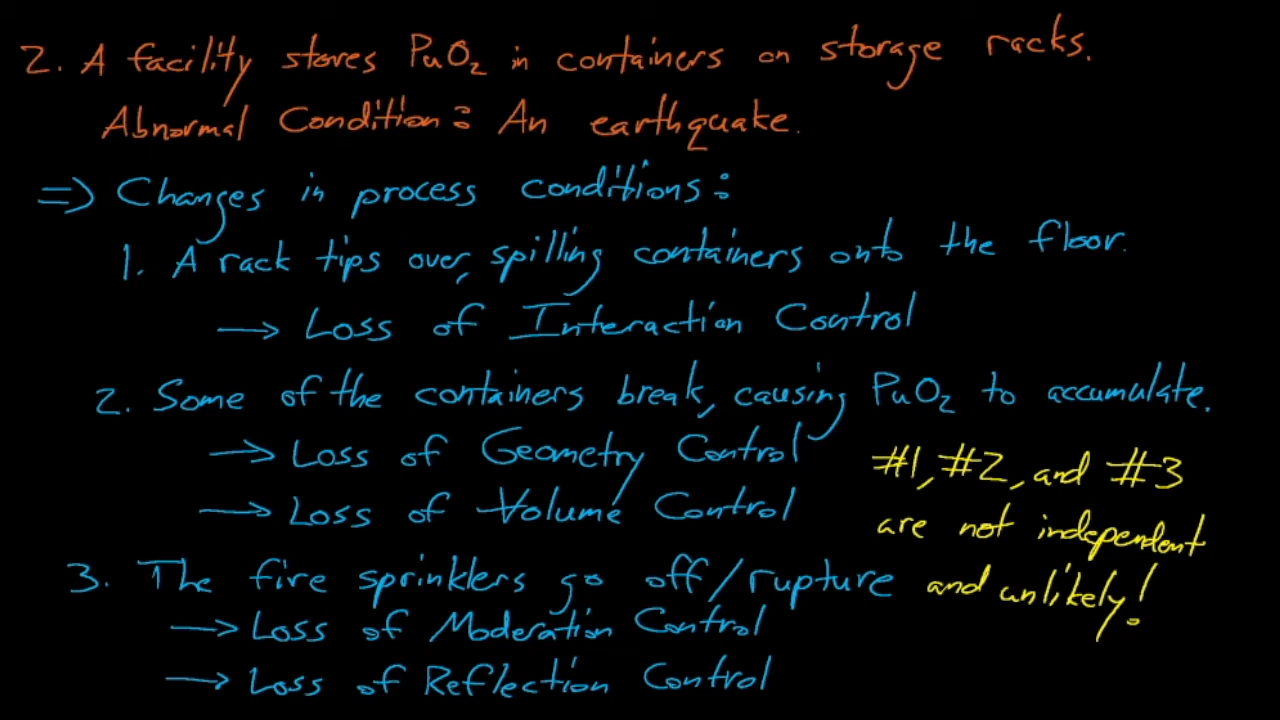 2. A facility stores PuO₂ in containers on storage racks.
Abnormal Condition: An earthquake.
=> Changes in process conditions:
1. A rack tips over, spilling containers onto the floor.
→ Loss of Interaction Control
2. Some of the containers break, causing PuO₂ to accumulate.
→ Loss of Geometry Control
→ Loss of Volume Control
#1, #2, and #3
are not independent
and unlikely!
3. The fire sprinklers go off/rupture
→ Loss of Moderation Control
→ Loss of Reflection Control